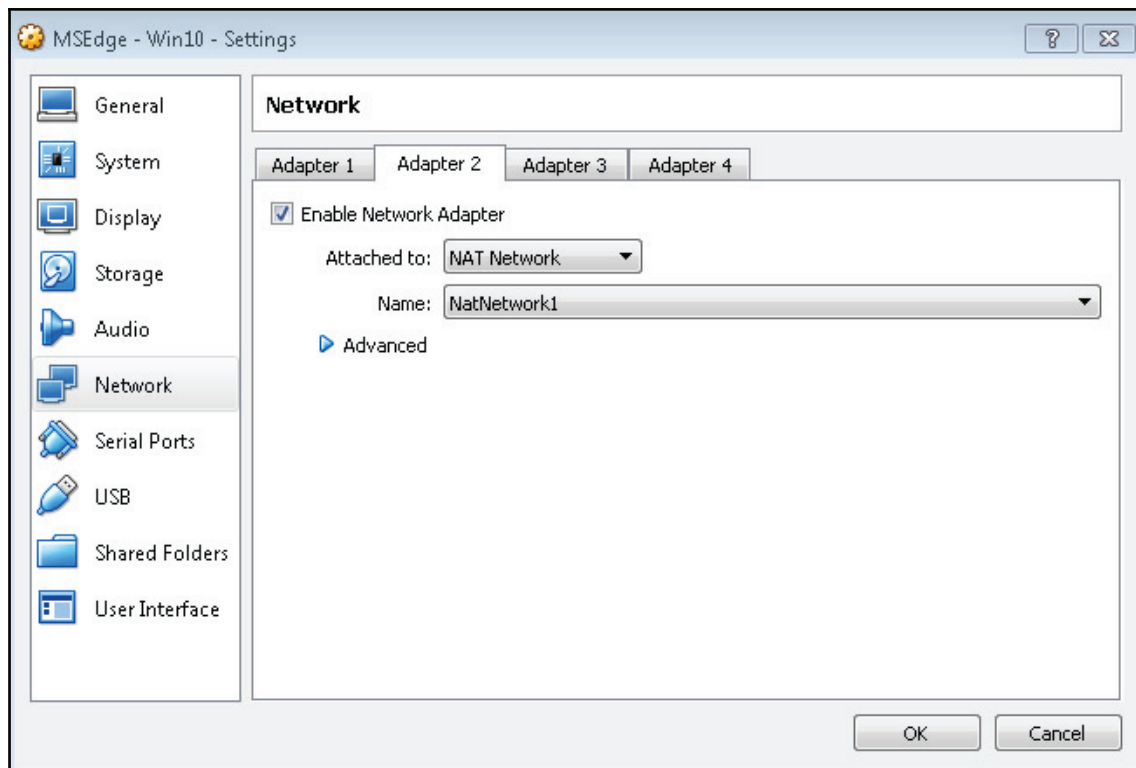 MSEdge - Win10 - Settings
General
System
Display
Storage
Audio
Network
Serial Ports
USB
Shared Folders
User Interface
Network
Adapter 1 Adapter 2 Adapter 3 Adapter 4
Enable Network Adapter
Attached to: NAT Network
Name: NatNetwork1
Advanced
OK Cancel